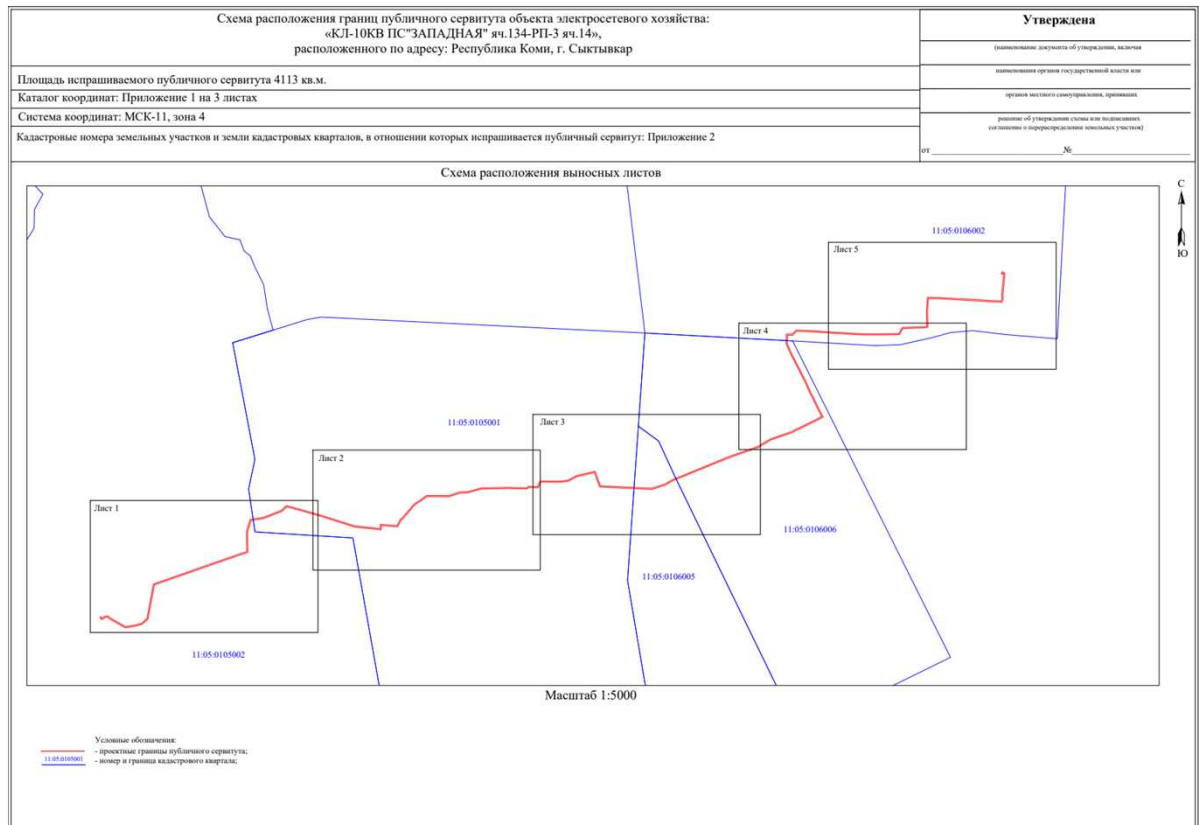 Схема расположения границ публичного сервитута объекта электросетевого хозяйства:
«КЛ-10КВ ПС"ЗАПАДНАЯ" яч.134-РП-3 яч.14»,
расположенного по адресу: Республика Коми, г. Сыктывкар
Площадь испрашиваемого публичного сервитута 4113 кв.м.
Каталог координат: Приложение 1 на 3 листах
Система координат: МСК-11, зона 4
Кадастровые номера земельных участков и земли кадастровых кварталов, в отношении которых испрашивается публичный сервитут: Приложение 2
Утверждена
(наименование документа об утверждении, включая
наименования органов государственной власти или
органов местного самоуправления, принявших
решение об утверждении схемы или подписавших
соглашение о перераспределении земельных участков)
от №
Схема расположения выносных листов
С
Ю
11:05:0106002
Лист 5
Лист 4
11:05:0105001
Лист 3
Лист 2
Лист 1
11:05:0106006
11:05:0106005
11:05:0105002
Масштаб 1:5000
Условные обозначения:
- проектные границы публичного сервитута;
11:05:0105001 - номер и граница кадастрового квартала;